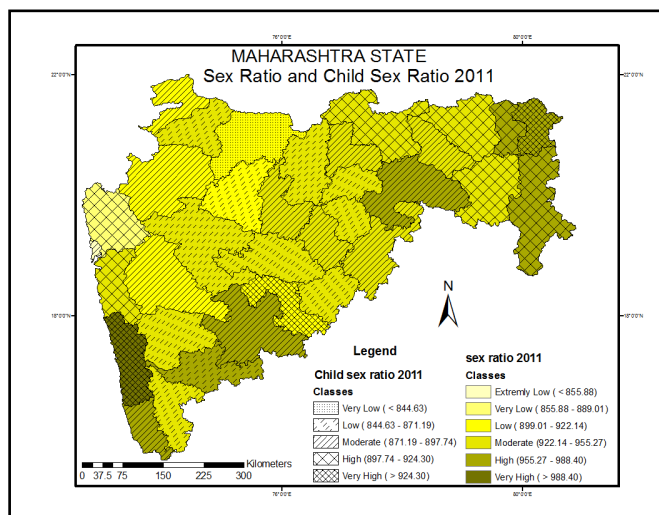 76°0'0"E 80°0'0"E
MAHARASHTRA STATE
Sex Ratio and Child Sex Ratio 2011
22°0'0"N 22°0'0"N
N
18°0'0"N 18°0'0"N
Legend
Child sex ratio 2011
Classes
Very Low ( < 844.63)
Low ( 844.63 - 871.19)
Moderate ( 871.19 - 897.74)
High (897.74 - 924.30)
Very High ( > 924.30)
sex ratio 2011
Classes
Extremly Low ( < 855.88)
Very Low ( 855.88 - 889.01)
Low ( 899.01 - 922.14)
Moderate (922.14 - 955.27)
High (955.27 - 988.40)
Very High ( > 988.40)
Kilometers
0 37.5 75 150 225 300
76°0'0"E 80°0'0"E